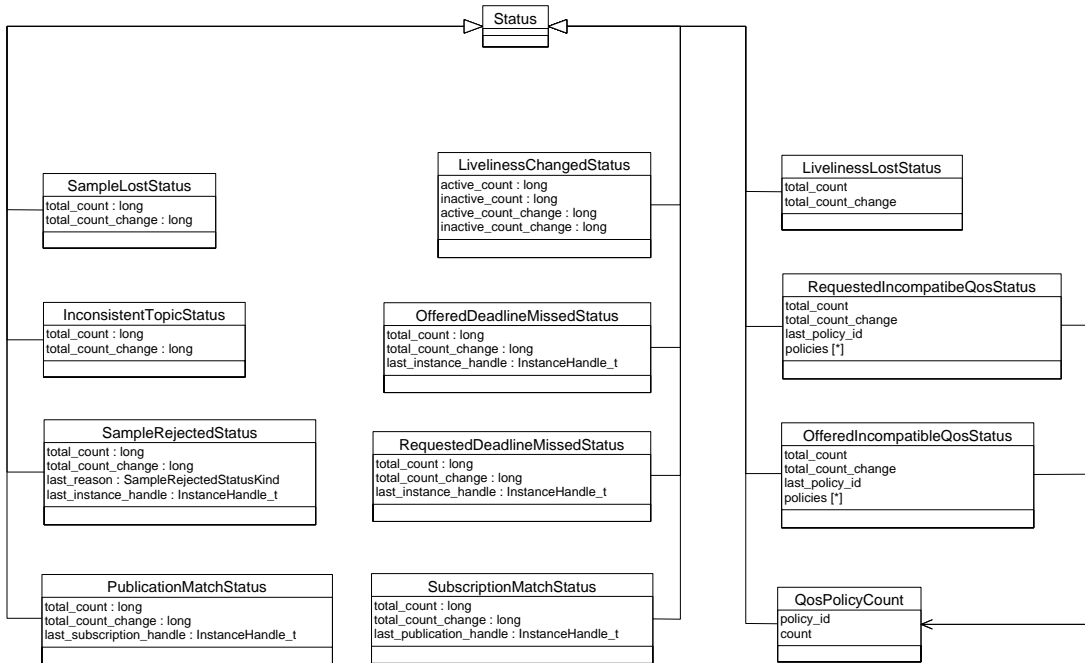 Status
SampleLostStatus
total_count : long
total_count_change : long
LivelinessChangedStatus
active_count : long
inactive_count : long
active_count_change : long
inactive_count_change : long
LivelinessLostStatus
total_count
total_count_change
InconsistentTopicStatus
total_count : long
total_count_change : long
OfferedDeadlineMissedStatus
total_count : long
total_count_change : long
last_instance_handle : InstanceHandle_t
RequestedIncompatibeQosStatus
total_count
total_count_change
last_policy_id
policies [*]
SampleRejectedStatus
total_count : long
total_count_change : long
last_reason : SampleRejectedStatusKind
last_instance_handle : InstanceHandle_t
RequestedDeadlineMissedStatus
total_count : long
total_count_change : long
last_instance_handle : InstanceHandle_t
OfferedIncompatibleQosStatus
total_count
total_count_change
last_policy_id
policies [*]
PublicationMatchStatus
total_count : long
total_count_change : long
last_subscription_handle : InstanceHandle_t
SubscriptionMatchStatus
total_count : long
total_count_change : long
last_publication_handle : InstanceHandle_t
QosPolicyCount
policy_id
count